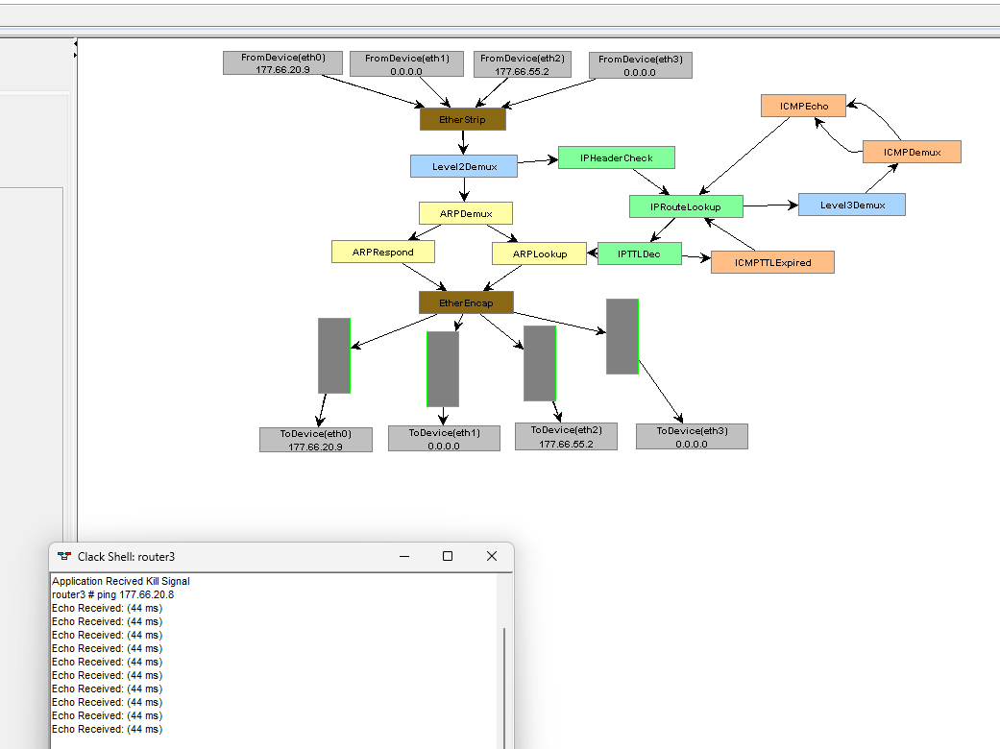 FromDevice(eth0)
177.66.20.9
FromDevice(eth1)
0.0.0.0
FromDevice(eth2)
177.66.55.2
FromDevice(eth3)
0.0.0.0
EtherStrip
ICMPEcho
Level2Demux
IPHeaderCheck
ICMPDemux
ARPDemux
IPRouteLookup
Level3Demux
ARPRespond
ARPLookup
IPTTLDec
ICMPTTLExpired
EtherEncap
ToDevice(eth0)
177.66.20.9
ToDevice(eth1)
0.0.0.0
ToDevice(eth2)
177.66.55.2
ToDevice(eth3)
0.0.0.0
Clack Shell: router3
Application Recived Kill Signal
router3 # ping 177.66.20.8
Echo Received: (44 ms)
Echo Received: (44 ms)
Echo Received: (44 ms)
Echo Received: (44 ms)
Echo Received: (44 ms)
Echo Received: (44 ms)
Echo Received: (44 ms)
Echo Received: (44 ms)
Echo Received: (44 ms)
Echo Received: (44 ms)